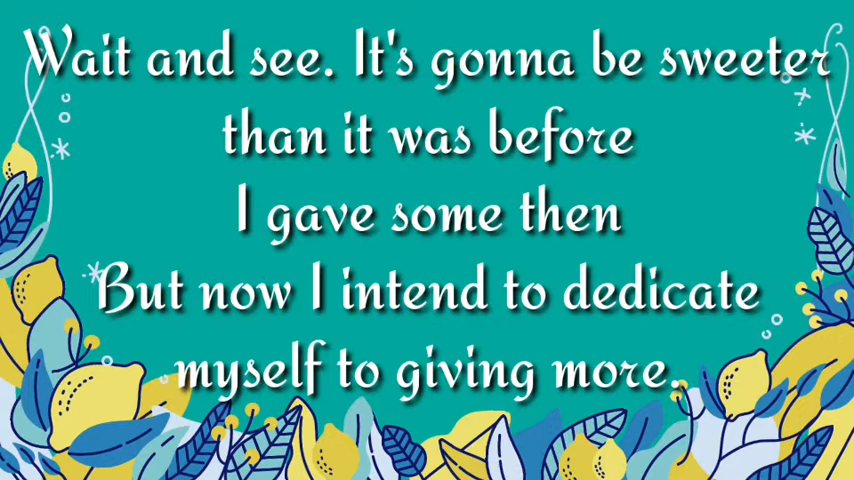 Wait and see. It's gonna be sweeter
than it was before
I gave some then
But now I intend to dedicate
myself to giving more.